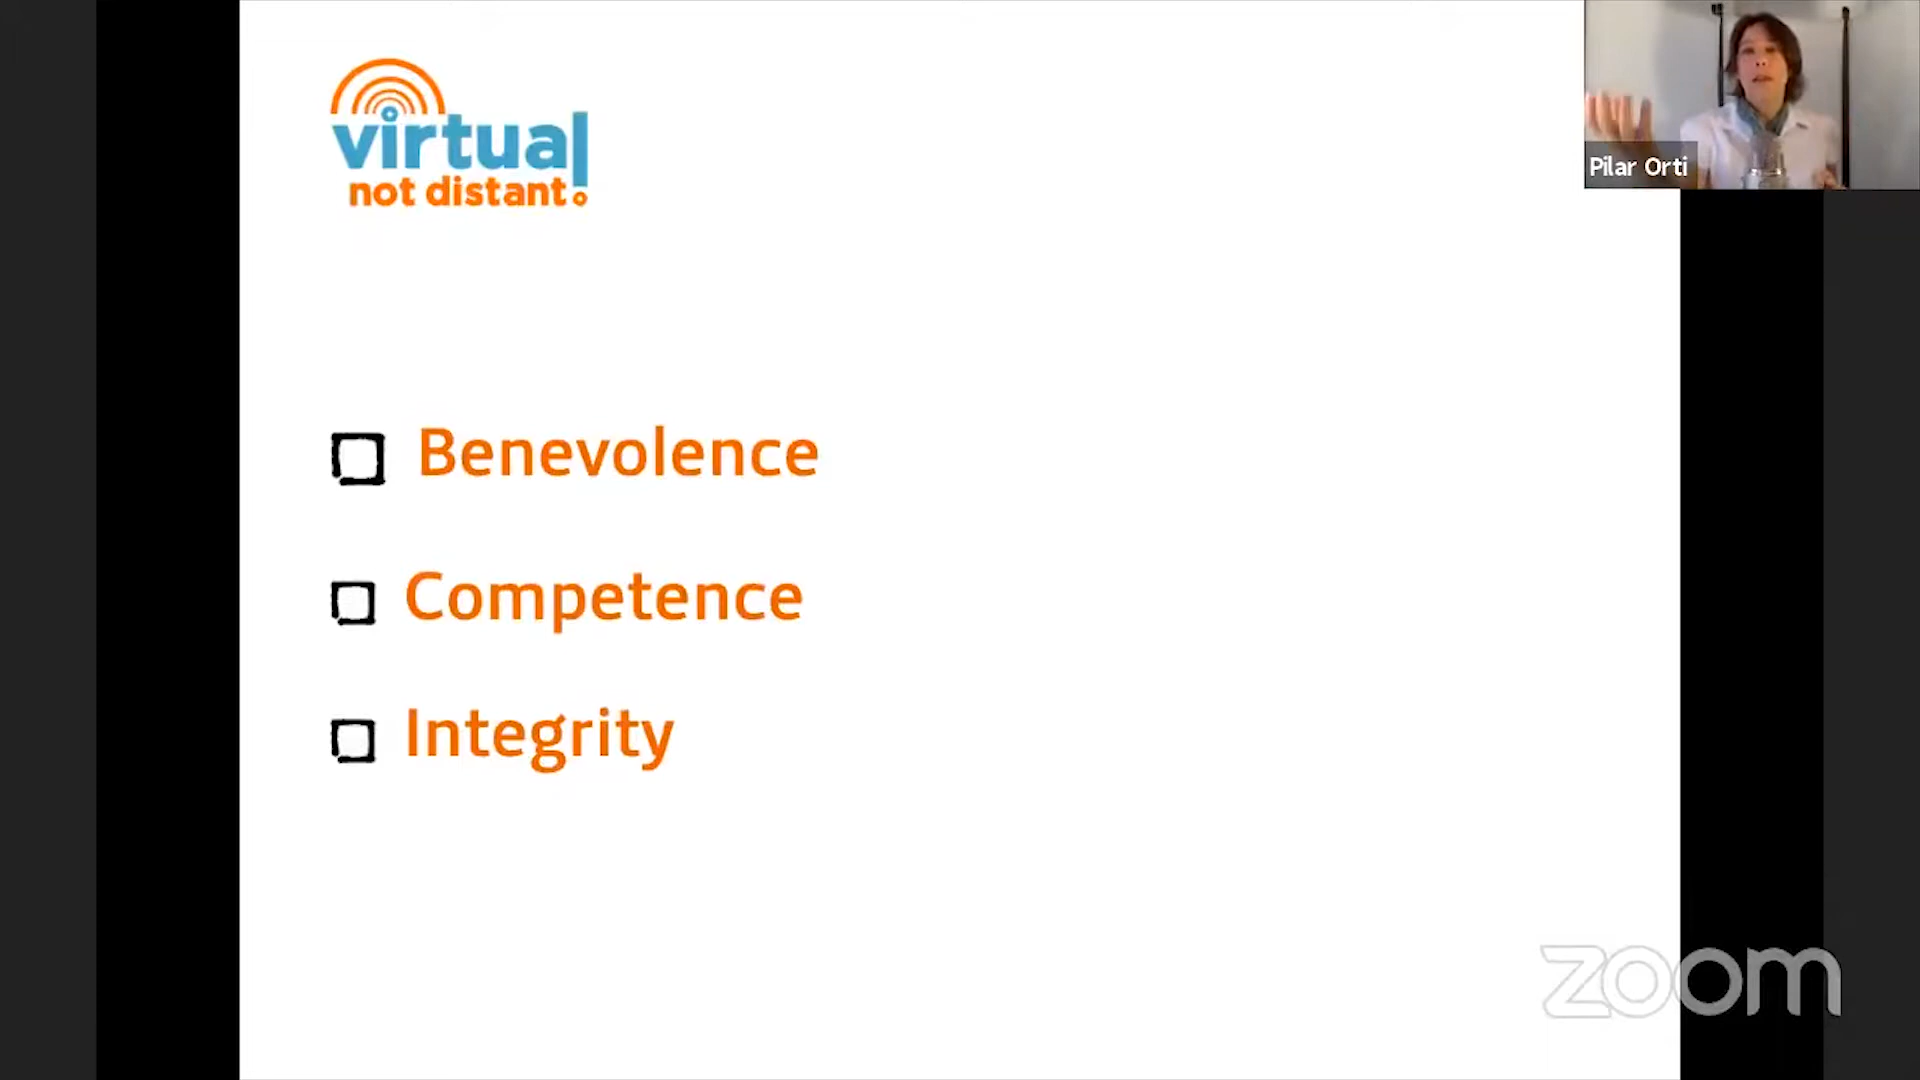 virtual
not distant!
Pilar Orti
Benevolence
Competence
Integrity
zoom